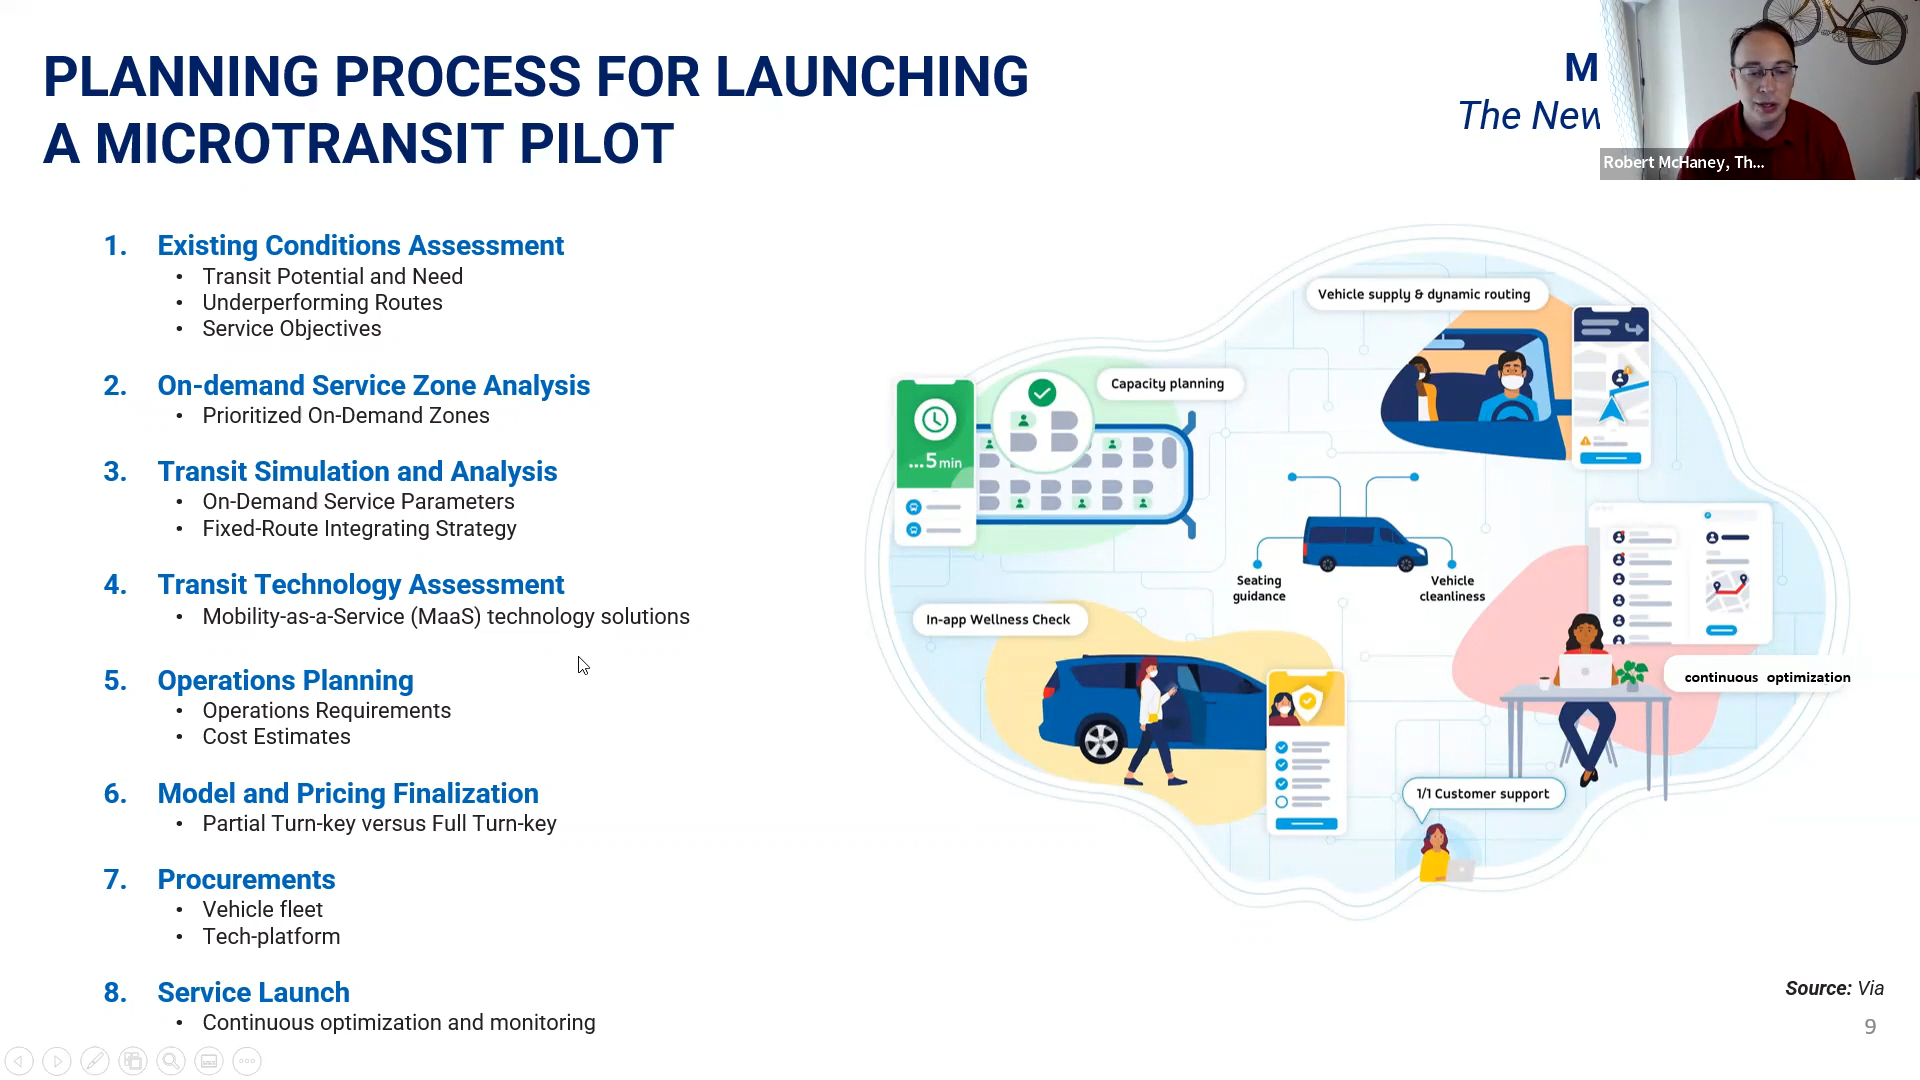 PLANNING PROCESS FOR LAUNCHING
A MICROTRANSIT PILOT
M
The New
Robert McHaney, Th...
1. Existing Conditions Assessment
• Transit Potential and Need
• Underperforming Routes
• Service Objectives
2. On-demand Service Zone Analysis
• Prioritized On-Demand Zones
3. Transit Simulation and Analysis
• On-Demand Service Parameters
• Fixed-Route Integrating Strategy
4. Transit Technology Assessment
• Mobility-as-a-Service (MaaS) technology solutions
5. Operations Planning
• Operations Requirements
• Cost Estimates
6. Model and Pricing Finalization
• Partial Turn-key versus Full Turn-key
7. Procurements
• Vehicle fleet
• Tech-platform
8. Service Launch
• Continuous optimization and monitoring
Vehicle supply & dynamic routing
Capacity planning
...5 min
Seating
guidance
Vehicle
cleanliness
In-app Wellness Check
continuous optimization
1/1 Customer support
Source: Via
9